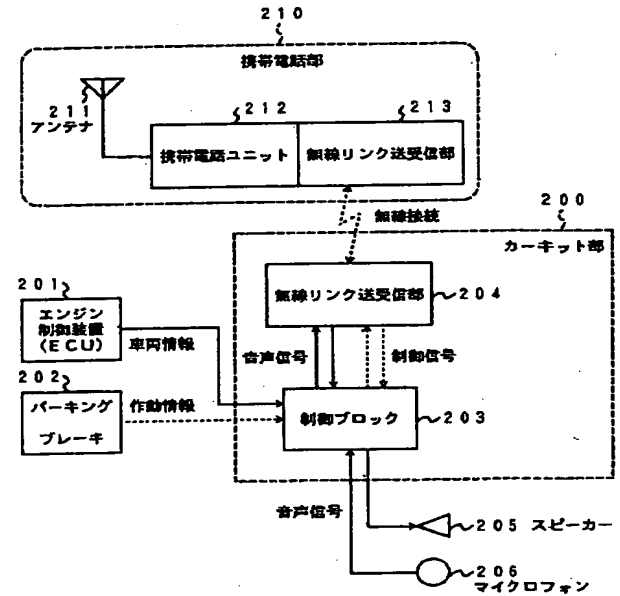 210
携帯電話部
211
アンテナ
212
213
携帯電話ユニット
無線リンク送受信部
無線接続
200
カーキット部
無線リンク送受信部
204
201
エンジン
制御装置
(ECU)
車両情報
音声信号
制御信号
202
パーキング
ブレーキ
作動情報
制御ブロック
203
音声信号
205 スピーカー
206
マイクロフォン